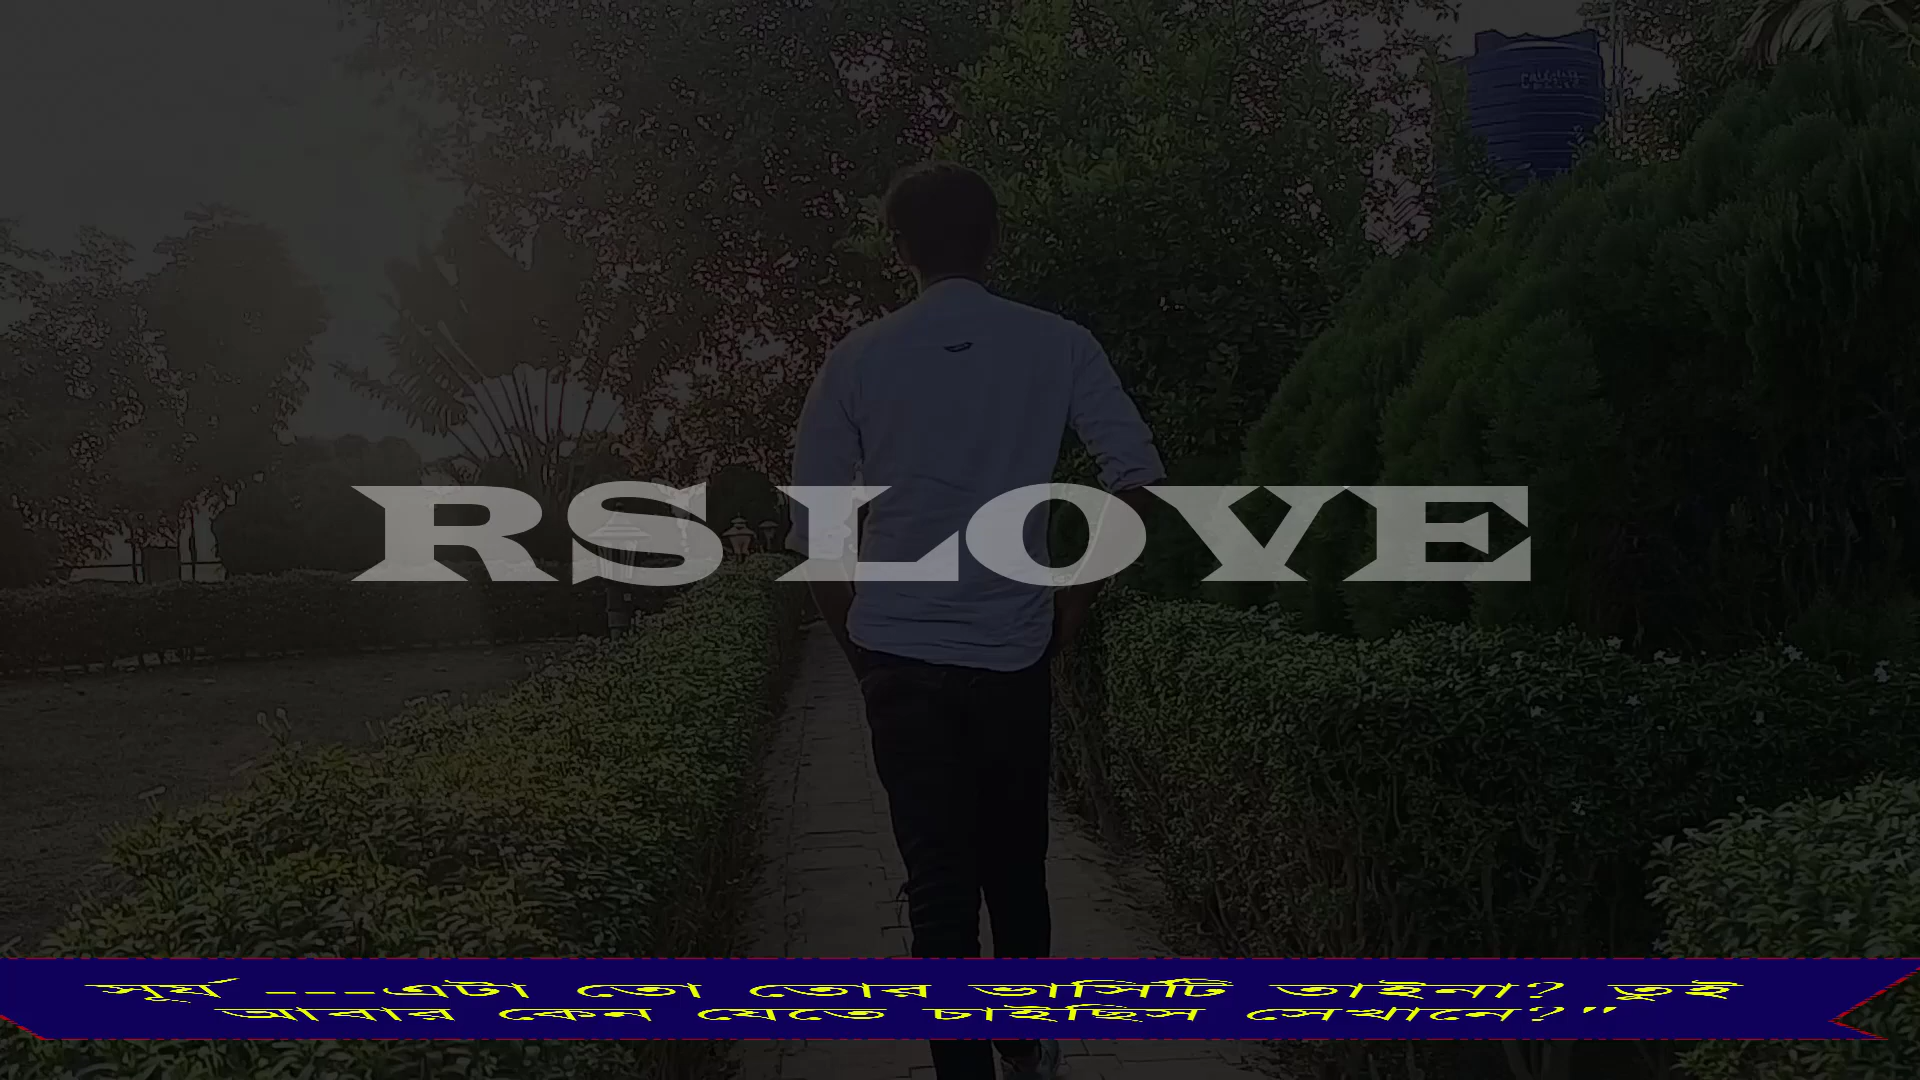 RS LOVE
সূর্য ---এটা তো তোর ভার্সিটি তাইনা? তুই
আবার কেন যেতে চাইছিস সেখানে?”